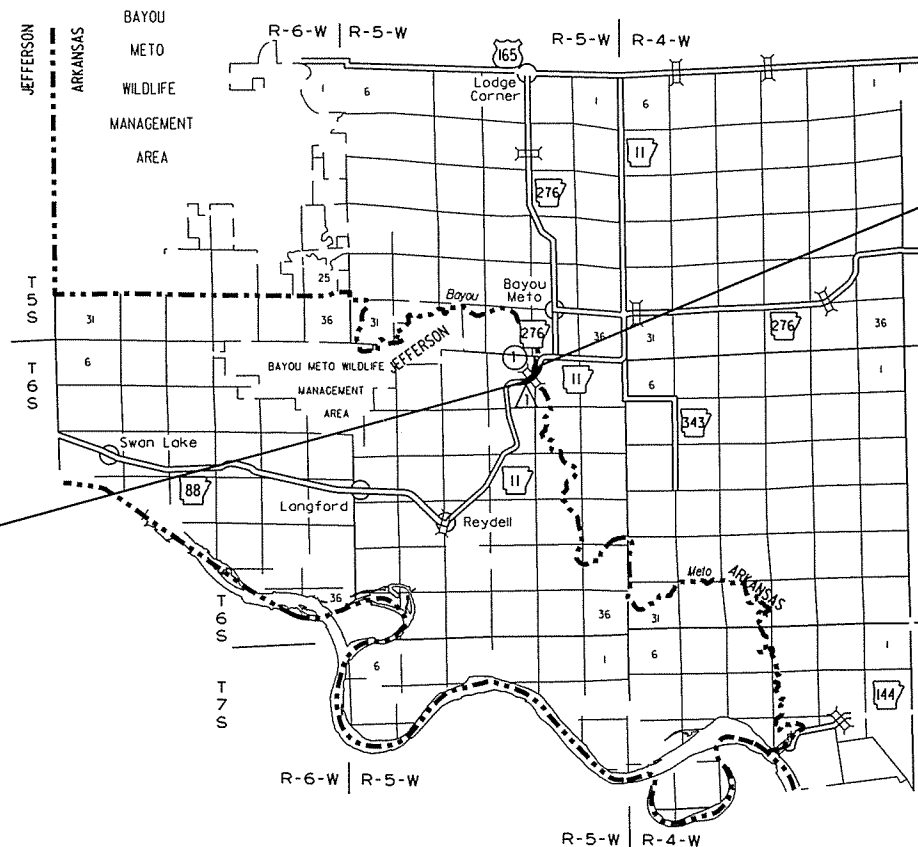 BAYOU
METO
WILDLIFE
MANAGEMENT
AREA
JEFFERSON
ARKANSAS
R-6-W R-5-W
R-5-W R-4-W
165
Lodge
Corner
1
6
1
6
1
11
276
25
T
5
S
Bayou
Bayou
Meto
31
36
31
JEFFERSON
276
36
31
276
36
T
6
S
6
BAYOU METO WILDLIFE
MANAGEMENT
AREA
1
11
6
1
343
Swan Lake
88
Langford
11
Reydell
Meto
ARKANSAS
T
6
S
36
36
31
T
7
S
6
1
6
1
144
R-6-W R-5-W
R-5-W R-4-W